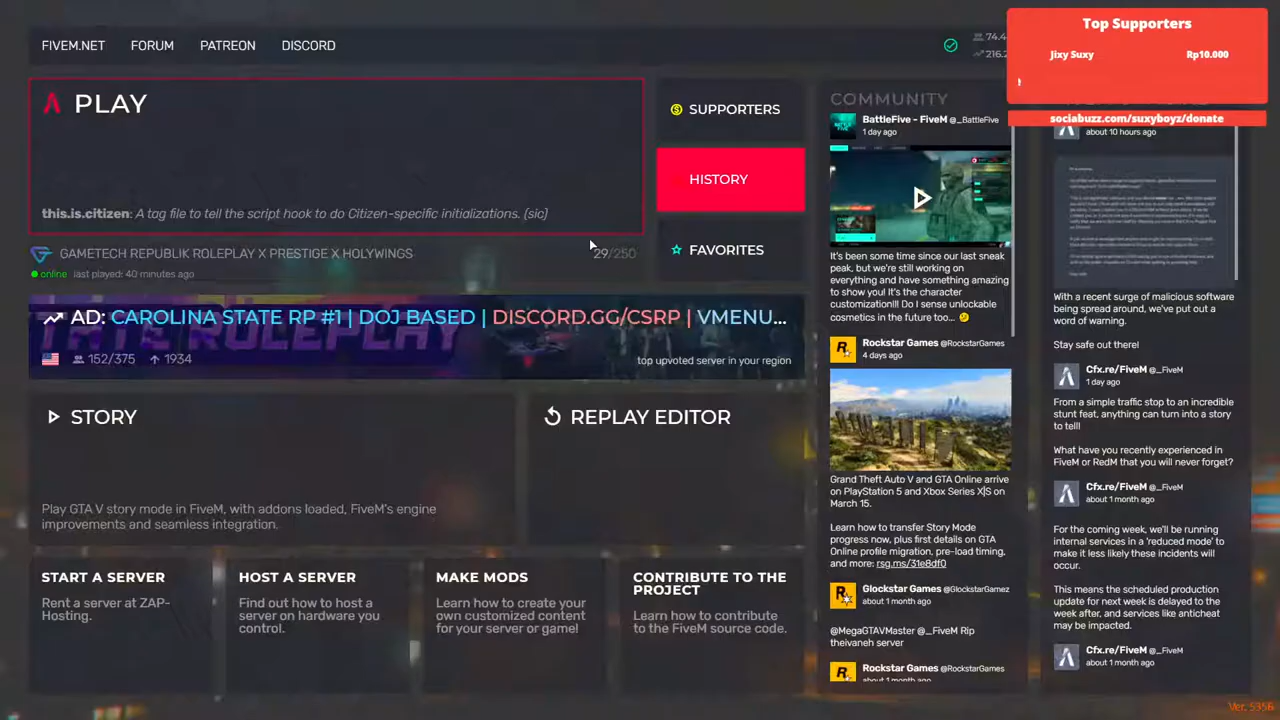 FIVEM.NET
FORUM
PATREON
DISCORD
74.4
216.2
Top Supporters
Jixy Suxy Rp10.000
sociabuzz.com/suxyboyz/donate
PLAY
this.is.citizen: A tag file to tell the script hook to do Citizen-specific initialization. (sic)
GAMETECH REPUBLIK ROLEPLAY X PRESTIGE X HOLYWINGS
29/250
online last played: 40 minutes ago
SUPPORTERS
HISTORY
FAVORITES
AD: CAROLINA STATE RP #1 | DOJ BASED | DISCORD.GG/CSRP | VMENU...
152/375 1934
top upvoted server in your region
STORY
Play GTA V story mode in FiveM, with addons loaded, FiveM's engine
improvements and seamless integration.
REPLAY EDITOR
START A SERVER
Rent a server at ZAP-
Hosting.
HOST A SERVER
Find out how to host a
server on hardware you
control.
MAKE MODS
Learn how to create your
own customized content
for your server or game!
CONTRIBUTE TO THE
PROJECT
Learn how to contribute
to the FiveM source code.
COMMUNITY
BattleFive - FiveM @_BattleFive
1 day ago
It's been some time since our last sneak
peak, but we're still working on
everything and have something amazing
to show you! It's the character
customization!! Do I sense unlockable
cosmetics in the future too... 🤔
Rockstar Games @RockstarGames
4 days ago
Grand Theft Auto V and GTA Online arrive
on PlayStation 5 and Xbox Series X|S on
March 15.
Learn how to transfer Story Mode
progress now, plus first details on GTA
Online profile migration, pre-load timing,
and more: rsg.ms/31e8df0
Glockstar Games @GlockstarGamez
about 1 month ago
@MegaGTAVMaster @_FiveM Rip
theivaneh server
Rockstar Games @RockstarGames
about 1 month ago
about 10 hours ago
With a recent surge of malicious software
being spread around, we've put out a
word of warning.
Stay safe out there!
Cfx.re/FiveM @_FiveM
1 day ago
From a simple traffic stop to an incredible
stunt feat, anything can turn into a story
to tell!
What have you recently experienced in
FiveM or RedM that you will never forget?
Cfx.re/FiveM @_FiveM
about 1 month ago
For the coming week, we'll be running
internal services in a 'reduced mode' to
make it less likely these incidents will
occur.
This means the scheduled production
update for next week is delayed to the
week after, and services like anticheat
may be impacted.
Cfx.re/FiveM @_FiveM
about 1 month ago
Ver. 5356